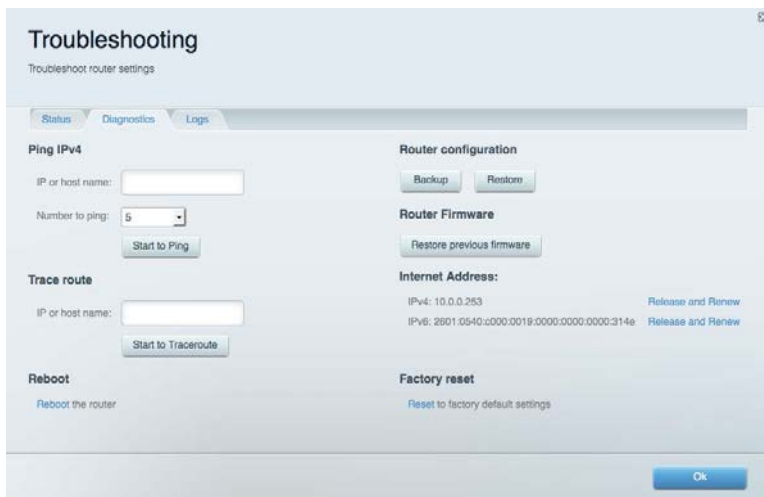 Troubleshooting
Troubleshoot router settings
Status
Diagnostics
Logs
Ping IPv4
IP or host name:
Number to ping: 5
Start to Ping
Trace route
IP or host name:
Start to Traceroute
Reboot
Reboot the router
Router configuration
Backup
Restore
Router Firmware
Restore previous firmware
Internet Address:
IPv4: 10.0.0.253 Release and Renew
IPv6: 2601:0540:c000:0019:0000:0000:0000:314e Release and Renew
Factory reset
Reset to factory default settings
Ok